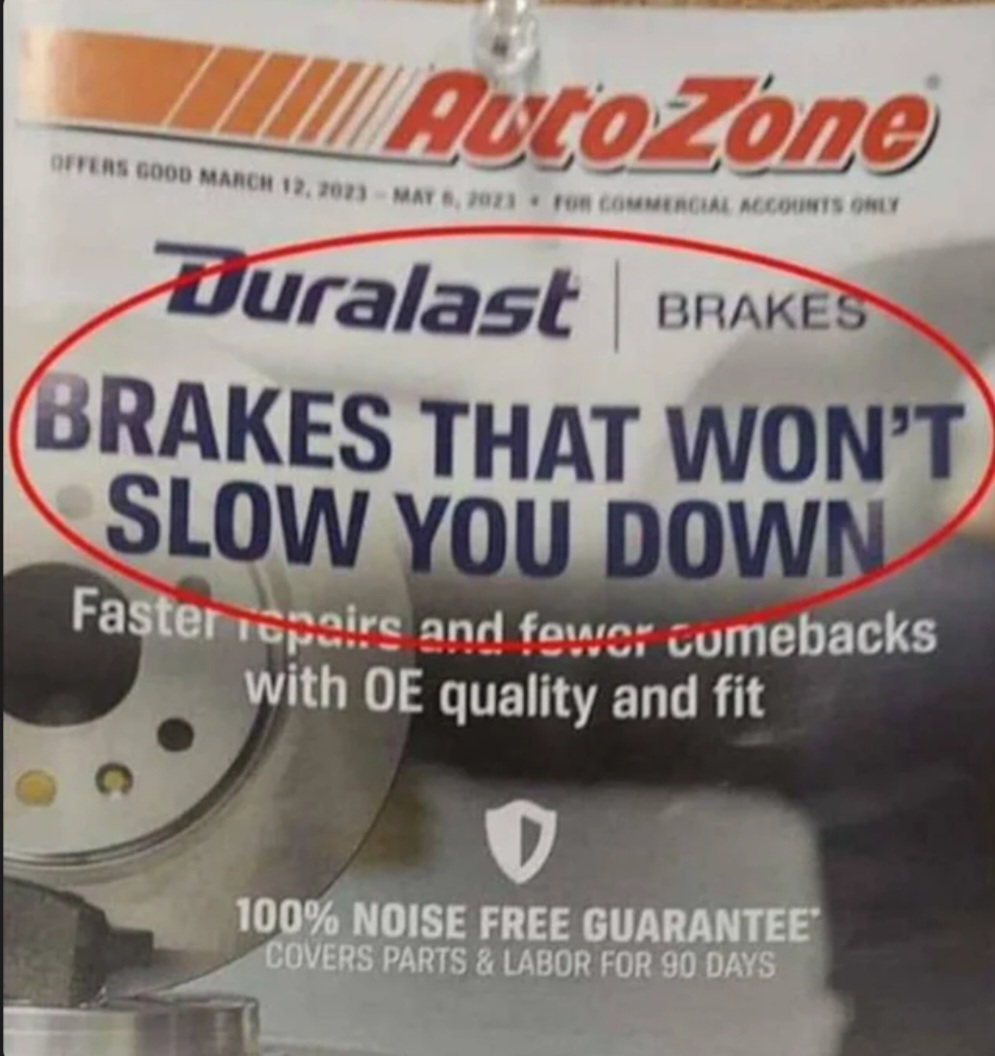 AutoZone®
OFFERS GOOD MARCH 12, 2023 – MAY 6, 2023 • FOR COMMERCIAL ACCOUNTS ONLY
Duralast | BRAKES
BRAKES THAT WON'T
SLOW YOU DOWN
Faster repairs and fewer comebacks
with OE quality and fit
100% NOISE FREE GUARANTEE*
COVERS PARTS & LABOR FOR 90 DAYS